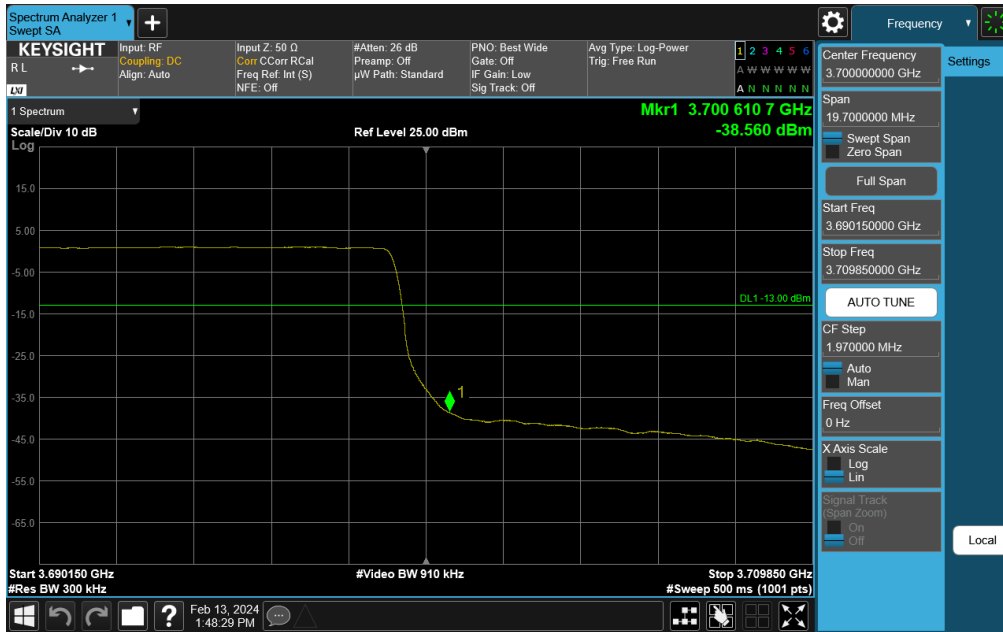 Spectrum Analyzer 1
Swept SA
+
Frequency
KEYSIGHT
R L
LXI
Input: RF
Coupling: DC
Align: Auto
Input Z: 50 Ω
Corr CCorr RCal
Freq Ref: Int (S)
NFE: Off
#Atten: 26 dB
Preamp: Off
µW Path: Standard
PNO: Best Wide
Gate: Off
IF Gain: Low
Sig Track: Off
Avg Type: Log-Power
Trig: Free Run
1 2 3 4 5 6
A W W W W W
A N N N N N
1 Spectrum
Mkr1 3.700 610 7 GHz
Scale/Div 10 dB
Ref Level 25.00 dBm
-38.560 dBm
Log
15.0
5.00
-5.00
-15.0
-25.0
-35.0
-45.0
-55.0
-65.0
DL1 -13.00 dBm
1
Start 3.690150 GHz
#Video BW 910 kHz
Stop 3.709850 GHz
#Res BW 300 kHz
#Sweep 500 ms (1001 pts)
?
Feb 13, 2024
1:48:29 PM
Center Frequency
3.700000000 GHz
Span
19.7000000 MHz
Swept Span
Zero Span
Full Span
Start Freq
3.690150000 GHz
Stop Freq
3.709850000 GHz
AUTO TUNE
CF Step
1.970000 MHz
Auto
Man
Freq Offset
0 Hz
X Axis Scale
Log
Lin
Signal Track
(Span Zoom)
On
Off
Settings
Local